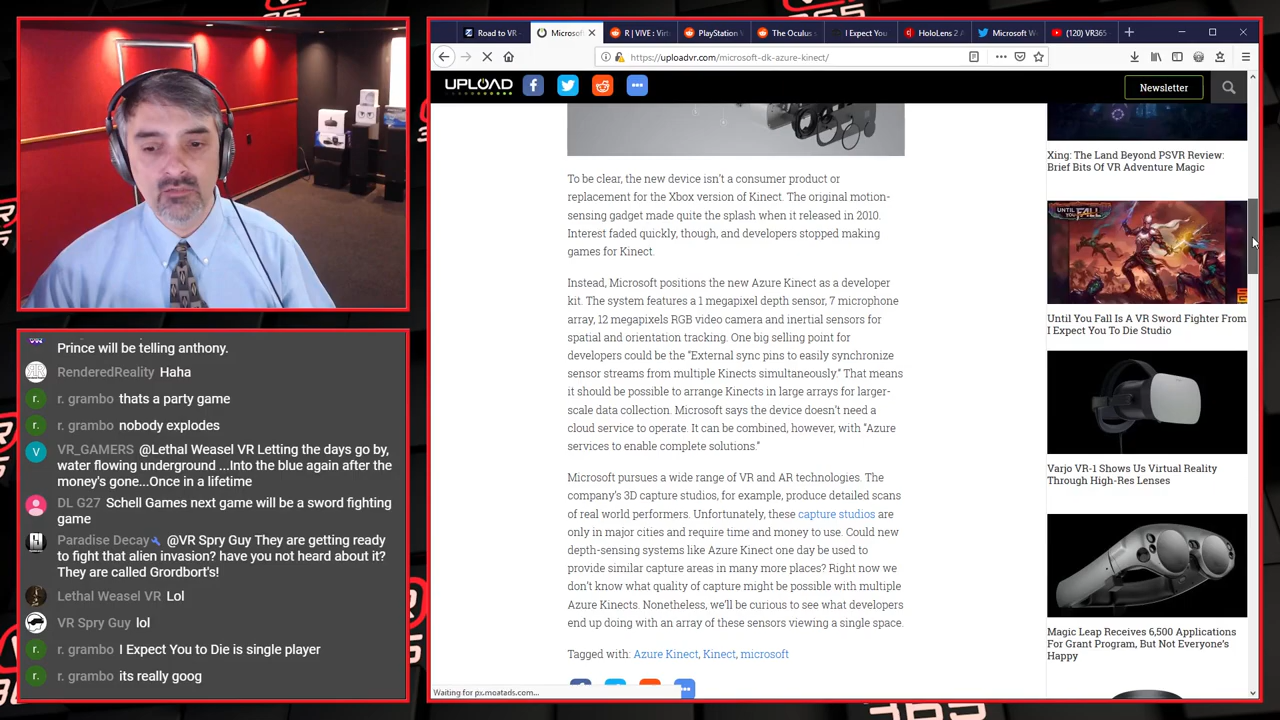 Road to VR -
Microso
R | VIVE : Virtu
PlayStation V
The Oculus s
I Expect You
HoloLens 2 A
Microsoft W
(120) VR365
https://uploadvr.com/microsoft-dk-azure-kinect/
UPLOAD
Newsletter
To be clear, the new device isn't a consumer product or
replacement for the Xbox version of Kinect. The original motion-
sensing gadget made quite the splash when it released in 2010.
Interest faded quickly, though, and developers stopped making
games for Kinect.
Instead, Microsoft positions the new Azure Kinect as a developer
kit. The system features a 1 megapixel depth sensor, 7 microphone
array, 12 megapixels RGB video camera and inertial sensors for
spatial and orientation tracking. One big selling point for
developers could be the "External sync pins to easily synchronize
sensor streams from multiple Kinects simultaneously." That means
it should be possible to arrange Kinects in large arrays for larger-
scale data collection. Microsoft says the device doesn't need a
cloud service to operate. It can be combined, however, with "Azure
services to enable complete solutions."
Microsoft pursues a wide range of VR and AR technologies. The
company's 3D capture studios, for example, produce detailed scans
of real world performers. Unfortunately, these capture studios are
only in major cities and require time and money to use. Could new
depth-sensing systems like Azure Kinect one day be used to
provide similar capture areas in many more places? Right now we
don't know what quality of capture might be possible with multiple
Azure Kinects. Nonetheless, we'll be curious to see what developers
end up doing with an array of these sensors viewing a single space.
Tagged with: Azure Kinect, Kinect, microsoft
Waiting for px.moatads.com...
Xing: The Land Beyond PSVR Review:
Brief Bits Of VR Adventure Magic
UNTIL YOU FALL
Until You Fall Is A VR Sword Fighter From
I Expect You To Die Studio
Varjo VR-1 Shows Us Virtual Reality
Through High-Res Lenses
Magic Leap Receives 6,500 Applications
For Grant Program, But Not Everyone's
Happy
Prince will be telling anthony.
RenderedReality Haha
r. grambo thats a party game
r. grambo nobody explodes
VR_GAMERS @Lethal Weasel VR Letting the days go by,
water flowing underground ...Into the blue again after the
money's gone...Once in a lifetime
DL G27 Schell Games next game will be a sword fighting
game
Paradise Decay @VR Spry Guy They are getting ready
to fight that alien invasion? have you not heard about it?
They are called Grordbort's!
Lethal Weasel VR Lol
VR Spry Guy lol
r. grambo I Expect You to Die is single player
r. grambo its really goog